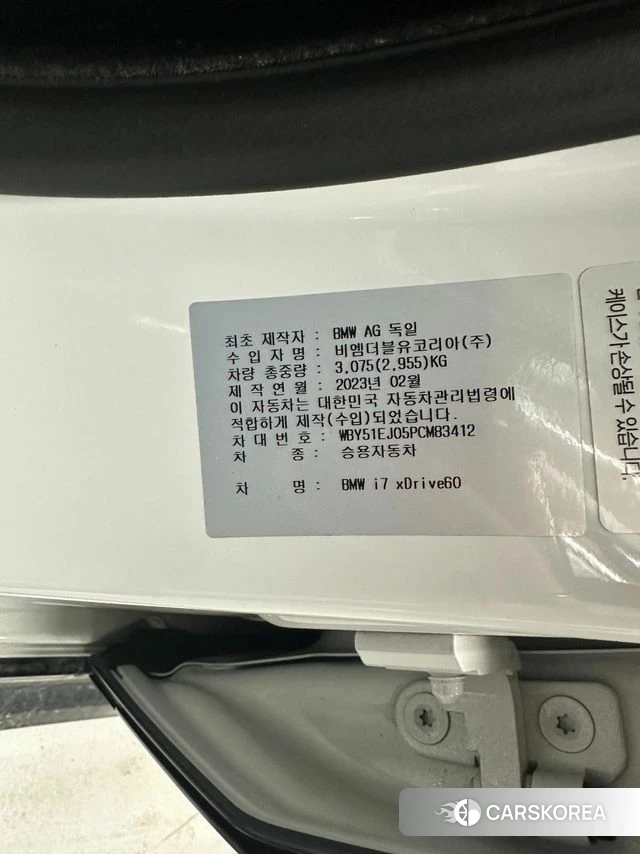 최초 제작자 : BMW AG 독일
수 입 자 명 : 비엠더블유코리아(주)
차량 총중량 : 3,075(2,955)KG
제 작 연 월 : 2023년 02월
이 자동차는 대한민국 자동차관리법령에
적합하게 제작(수입)되었습니다.
차 대 번 호 : WBY51EJ05PCM83412
차 종 : 승용자동차
차 명 : BMW i7 xDrive60
케이스가 손상될 수 있습니다.
CARSKOREA